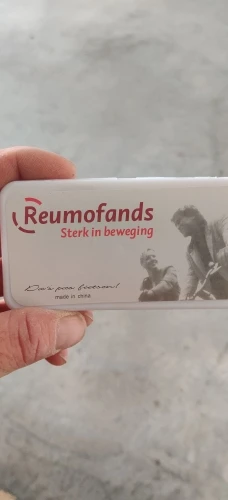 Reumofands
Sterk in beweging
made in china